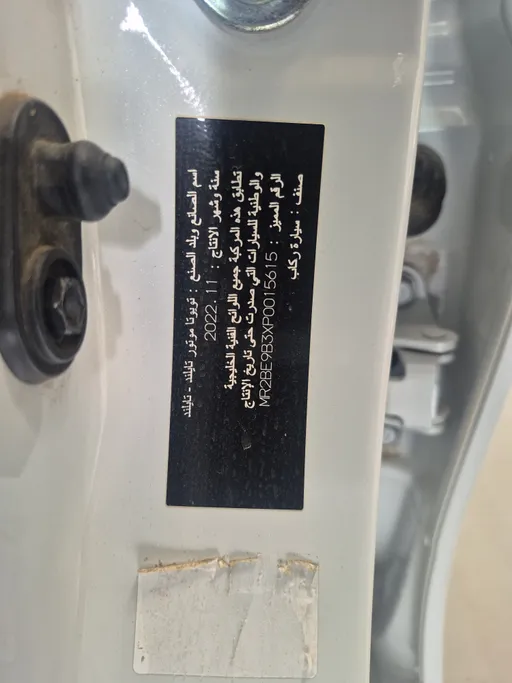 اسم الصانع وبلد الصنع : تويوتا موتور تايلند - تايلند
سنة وشهر الانتاج : 2022.11
تطابق هذه المركبة جميع اللوائح الفنية الخليجية
والوطنية للسيارات التي صدرت حتى تاريخ الإنتاج
الرقم المميز : MR2BE9B3XP0015615
صنف : سيارة ركاب